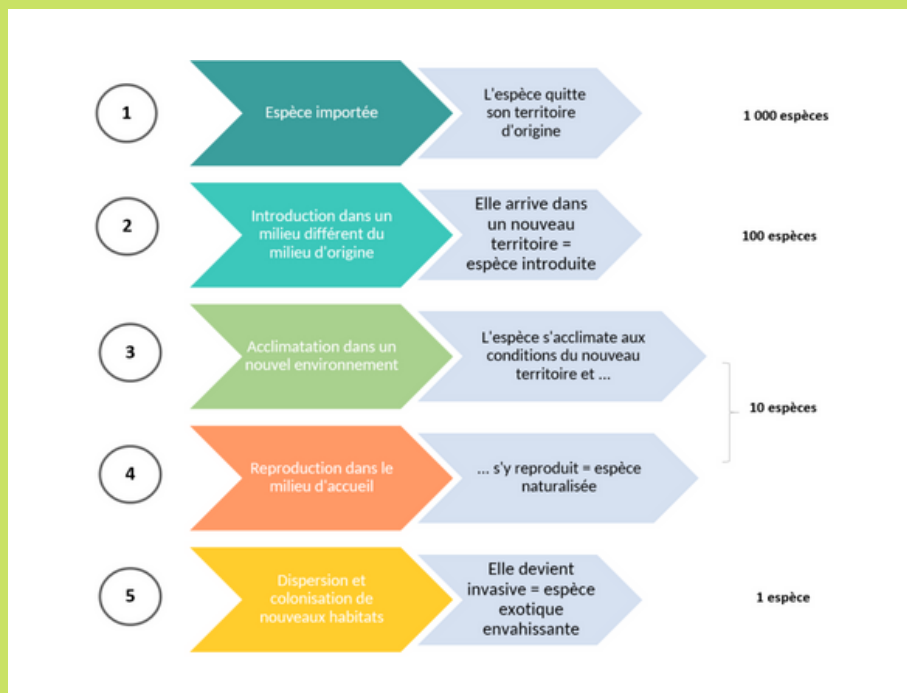 1
Espèce importée
L'espèce quitte
son territoire
d'origine
1 000 espèces
2
Introduction dans un
milieu différent du
milieu d'origine
Elle arrive dans
un nouveau
territoire =
espèce introduite
100 espèces
3
Acclimatation dans un
nouvel environnement
L'espèce s'acclimate aux
conditions du nouveau
territoire et ...
10 espèces
4
Reproduction dans le
milieu d'accueil
... s'y reproduit = espèce
naturalisée
5
Dispersion et
colonisation de
nouveaux habitats
Elle devient
invasive = espèce
exotique
envahissante
1 espèce